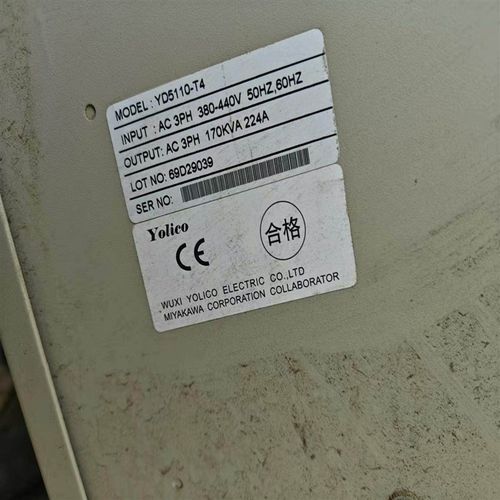 MODEL : YD5110-T4
INPUT : AC 3PH 380-440V 50HZ,60HZ
OUTPUT: AC 3PH 170KVA 224A
LOT NO: 69D29039
SER NO:
Yolico
CE
合格
WUXI YOLICO ELECTRIC CO.,LTD
MIYAKAWA CORPORATION COLLABORATOR